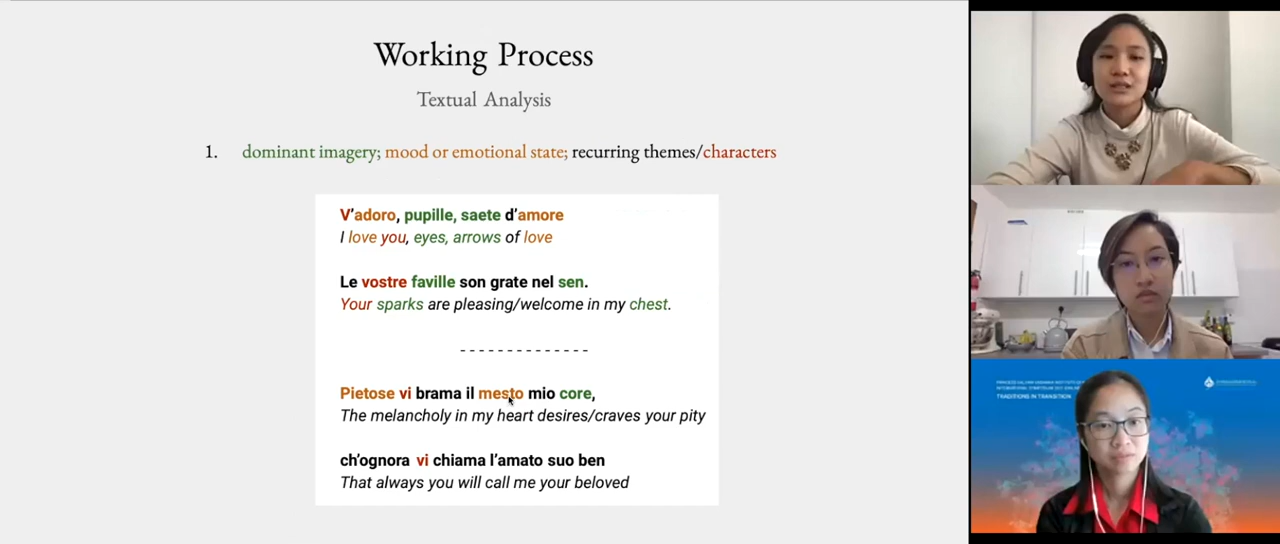 Working Process
Textual Analysis
1. dominant imagery; mood or emotional state; recurring themes/characters
V'adoro, pupille, saete d'amore
I love you, eyes, arrows of love
Le vostre faville son grate nel sen.
Your sparks are pleasing/welcome in my chest.
- - - - - - - - - - - - - -
Pietose vi brama il mesto mio core,
The melancholy in my heart desires/craves your pity
ch'ognora vi chiama l'amato suo ben
That always you will call me your beloved
TRADITIONS IN TRANSITION